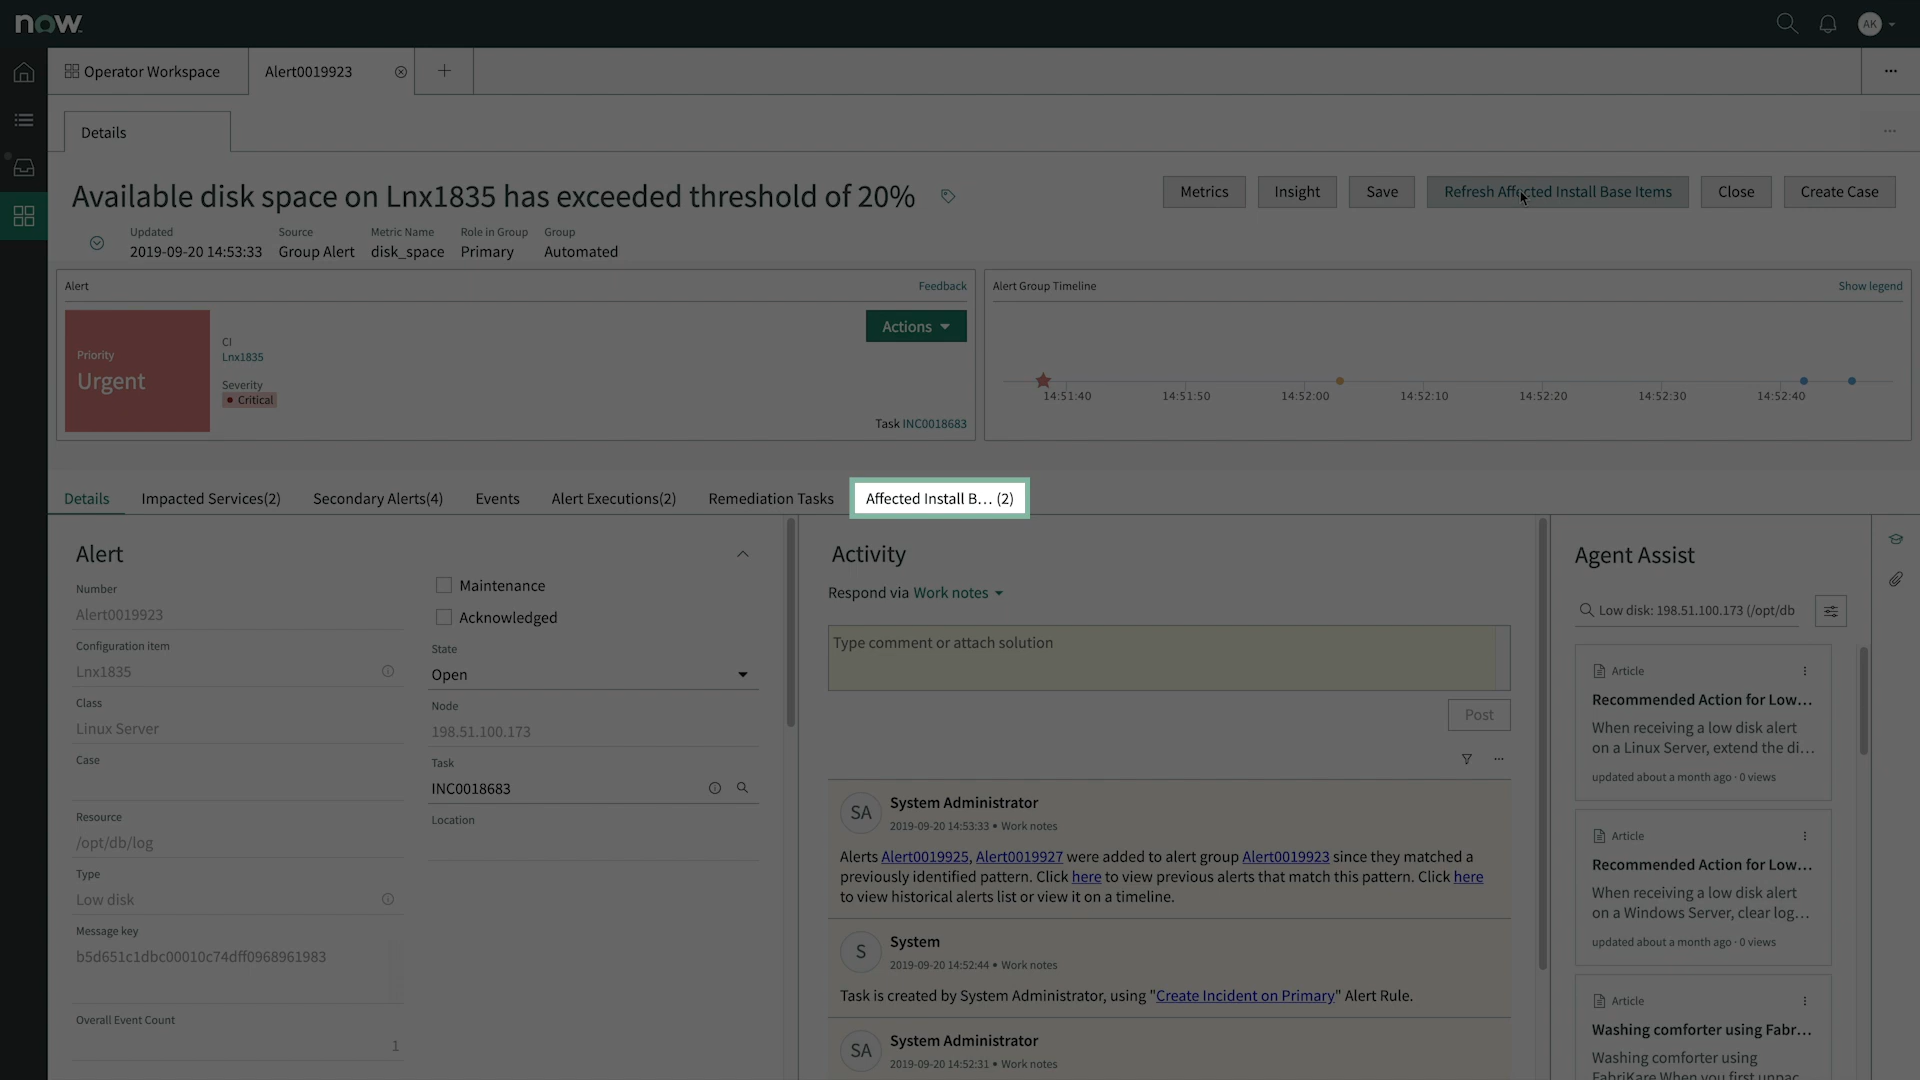 now.
AK
Operator Workspace
Alert0019923
Details
Available disk space on Lnx1835 has exceeded threshold of 20%
Metrics
Insight
Save
Refresh Affected Install Base Items
Close
Create Case
Updated
2019-09-20 14:53:33
Source
Group Alert
Metric Name
disk_space
Role in Group
Primary
Group
Automated
Alert
Feedback
Priority
Urgent
CI
Lnx1835
Severity
Critical
Actions
Task INC0018683
Alert Group Timeline
Show legend
14:51:40
14:51:50
14:52:00
14:52:10
14:52:20
14:52:30
14:52:40
Details
Impacted Services(2)
Secondary Alerts(4)
Events
Alert Executions(2)
Remediation Tasks
Affected Install B... (2)
Alert
Number
Alert0019923
Configuration item
Lnx1835
Class
Linux Server
Case
Resource
/opt/db/log
Type
Low disk
Message key
b5d651c1dbc00010c74dff0968961983
Overall Event Count
1
Maintenance
Acknowledged
State
Open
Node
198.51.100.173
Task
INC0018683
Location
Activity
Respond via Work notes
Type comment or attach solution
Post
SA
System Administrator
2019-09-20 14:53:33 • Work notes
Alerts Alert0019925, Alert0019927 were added to alert group Alert0019923 since they matched a
previously identified pattern. Click here to view previous alerts that match this pattern. Click here
to view historical alerts list or view it on a timeline.
S
System
2019-09-20 14:52:44 • Work notes
Task is created by System Administrator, using "Create Incident on Primary" Alert Rule.
SA
System Administrator
2019-09-20 14:52:31 • Work notes
Agent Assist
Low disk: 198.51.100.173 (/opt/db
Article
Recommended Action for Low...
When receiving a low disk alert
on a Linux Server, extend the di...
updated about a month ago · 0 views
Article
Recommended Action for Low...
When receiving a low disk alert
on a Windows Server, clear log...
updated about a month ago · 0 views
Article
Washing comforter using Fabr...
Washing comforter using
FabriKare When you first unpac...